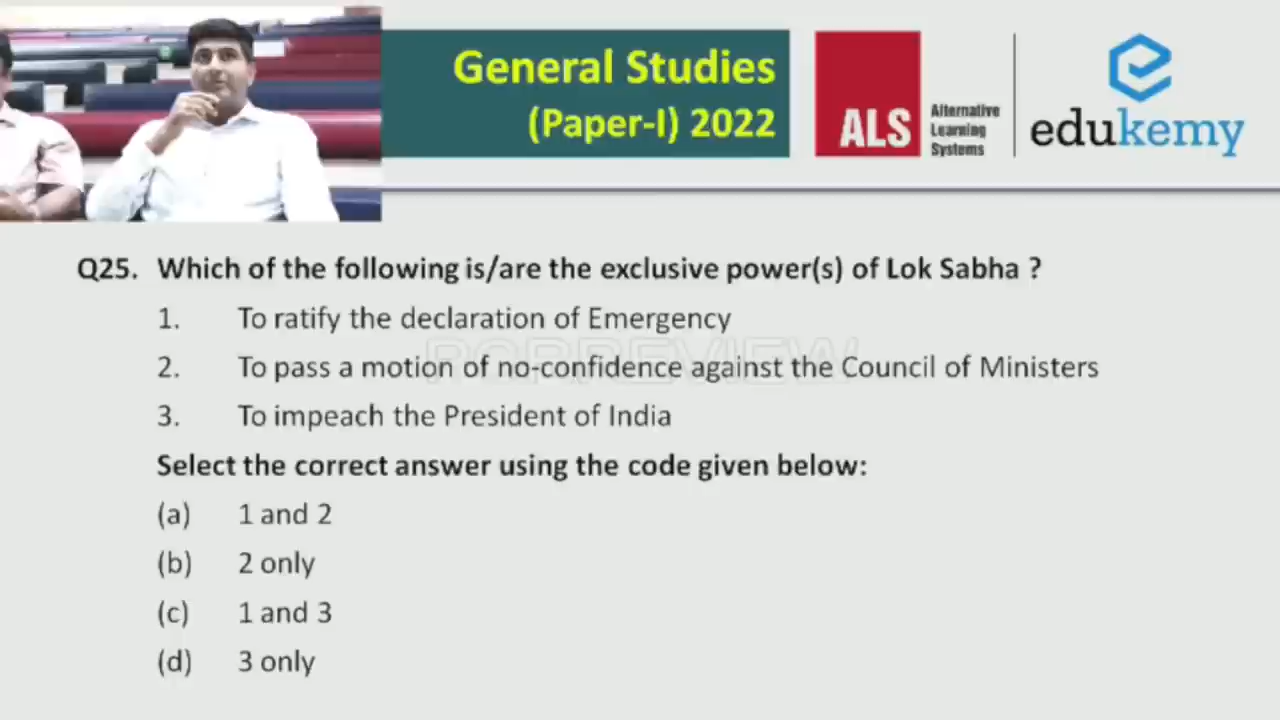 General Studies
(Paper-I) 2022
ALS
Alternative
Learning
Systems
edukemy
Q25. Which of the following is/are the exclusive power(s) of Lok Sabha ?
1. To ratify the declaration of Emergency
2. To pass a motion of no-confidence against the Council of Ministers
3. To impeach the President of India
Select the correct answer using the code given below:
(a) 1 and 2
(b) 2 only
(c) 1 and 3
(d) 3 only